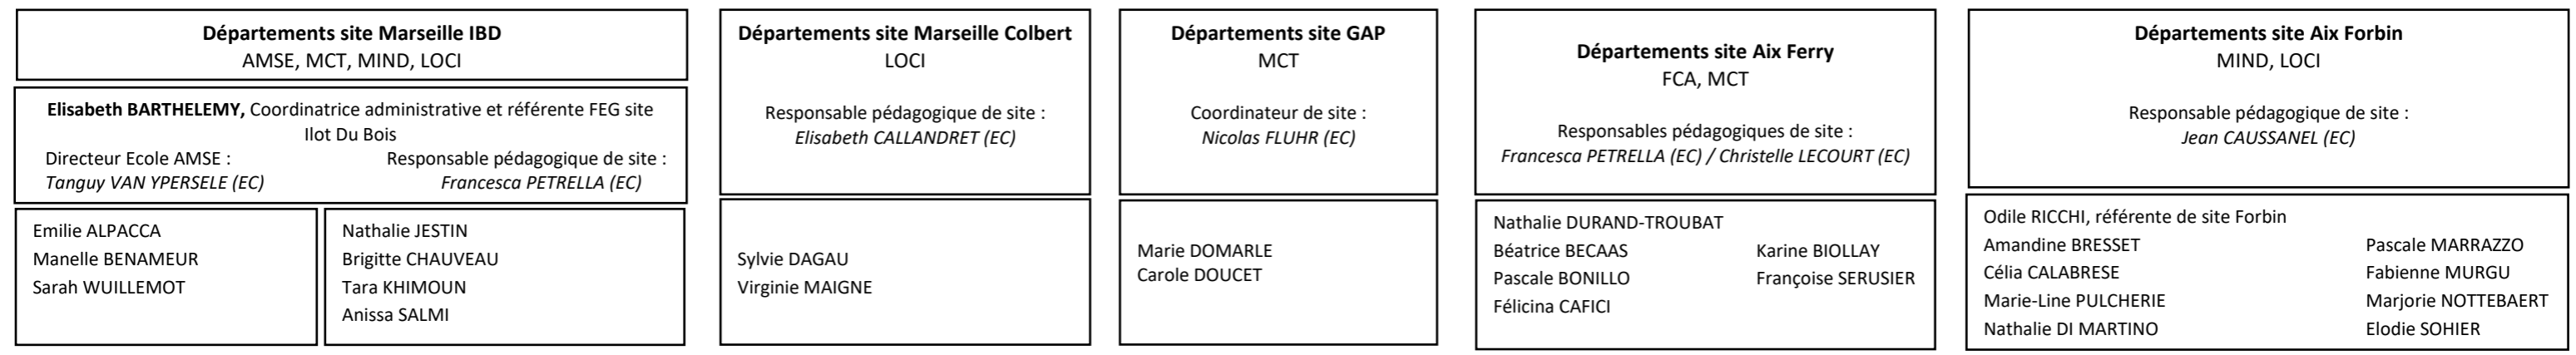 Départements site Marseille IBD
AMSE, MCT, MIND, LOCI
Elisabeth BARTHELEMY, Coordinatrice administrative et référente FEG site
Ilot Du Bois
Directeur Ecole AMSE :
Tanguy VAN YPERSELE (EC)
Responsable pédagogique de site :
Francesca PETRELLA (EC)
Emilie ALPACCA
Manelle BENAMEUR
Sarah WUILLEMOT
Nathalie JESTIN
Brigitte CHAUVEAU
Tara KHIMOUN
Anissa SALMI
Départements site Marseille Colbert
LOCI
Responsable pédagogique de site :
Elisabeth CALLANDRET (EC)
Sylvie DAGAU
Virginie MAIGNE
Départements site GAP
MCT
Coordinateur de site :
Nicolas FLUHR (EC)
Marie DOMARLE
Carole DOUCET
Départements site Aix Ferry
FCA, MCT
Responsables pédagogiques de site :
Francesca PETRELLA (EC) / Christelle LECOURT (EC)
Nathalie DURAND-TROUBAT
Béatrice BECAAS
Pascale BONILLO
Félicina CAFICI
Karine BIOLLAY
Françoise SERUSIER
Départements site Aix Forbin
MIND, LOCI
Responsable pédagogique de site :
Jean CAUSSANEL (EC)
Odile RICCHI, référente de site Forbin
Amandine BRESSET
Célia CALABRESE
Marie-Line PULCHERIE
Nathalie DI MARTINO
Pascale MARRAZZO
Fabienne MURGU
Marjorie NOTTEBAERT
Elodie SOHIER